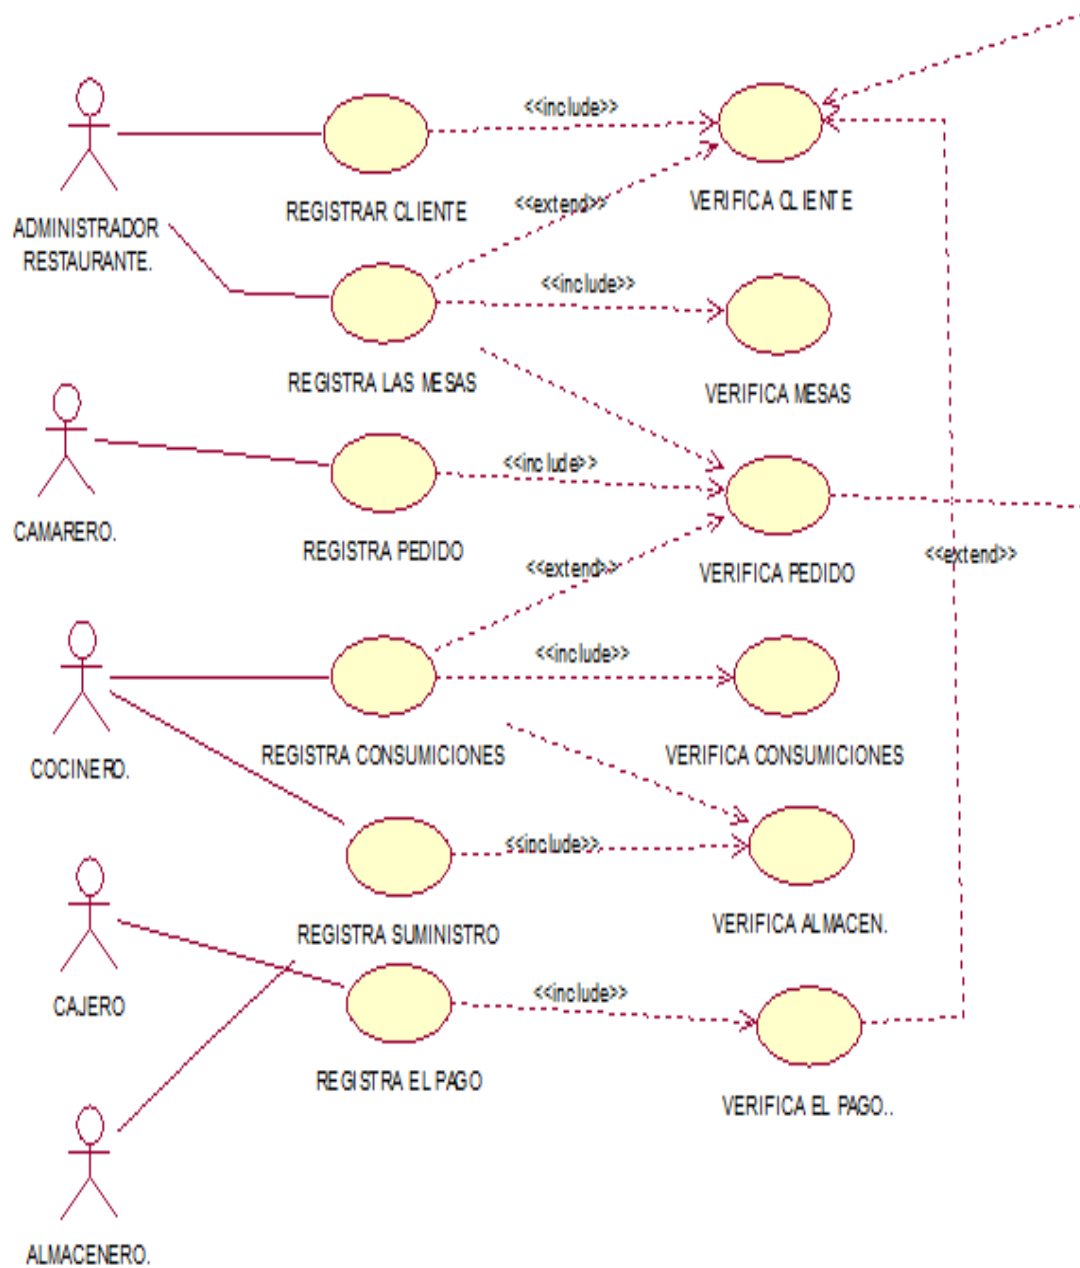 <<include>>
REGISTRAR CLIENTE
<<extend>>
VERIFICA CLIENTE
ADMINISTRADOR
RESTAURANTE.
<<include>>
REGISTRA LAS MESAS
VERIFICA MESAS
<<include>>
CAMARERO.
REGISTRA PEDIDO
<<extend>>
VERIFICA PEDIDO
<<extend>>
<<include>>
COCINERO.
REGISTRA CONSUMICIONES
VERIFICA CONSUMICIONES
<<include>>
REGISTRA SUMINISTRO
VERIFICA ALMACEN.
CAJERO
<<include>>
REGISTRA EL PAGO
VERIFICA EL PAGO..
ALMACENERO.